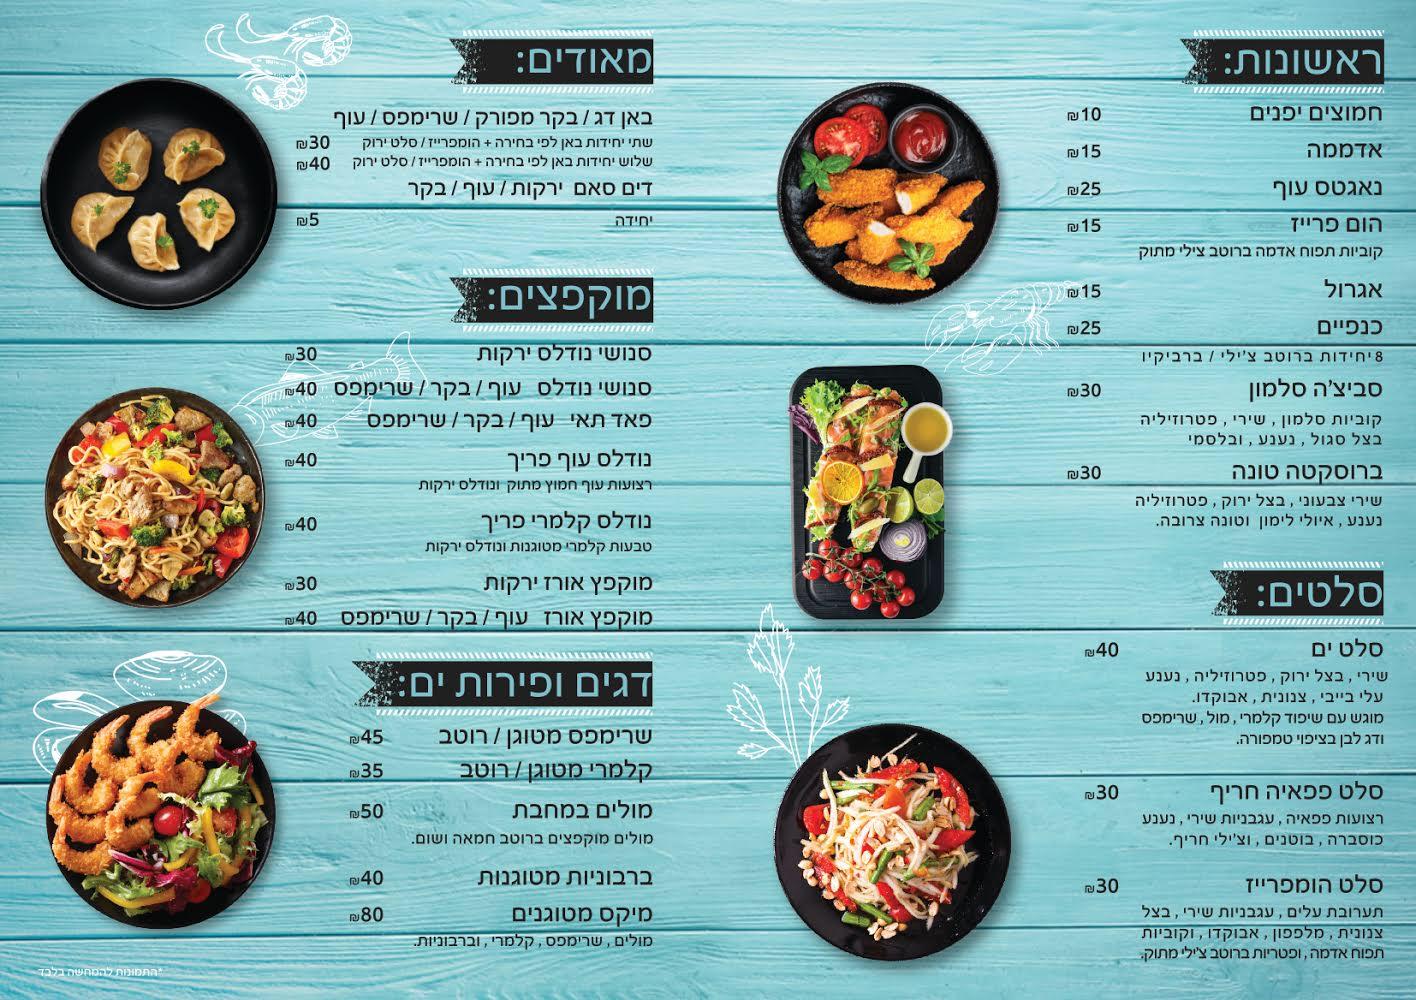 ראשונות:
חמוצים יפנים ₪10
אדממה ₪15
נאגטס עוף ₪25
הום פרייז ₪15
קוביות תפוח אדמה ברוטב צילי מתוק
אגרול ₪15
כנפיים ₪25
8 יחידות ברוטב צ'ילי / ברביקיו
סביצ'ה סלמון ₪30
קוביות סלמון , שירי , פטרוזיליה
בצל סגול , נענע , ובלסמי
ברוסקטה טונה ₪30
שירי צבעוני , בצל ירוק , פטרוזיליה
נענע , איולי לימון וטונה צרובה.
סלטים:
סלט ים ₪40
שירי , בצל ירוק , פטרוזיליה , נענע
עלי בייבי , צנונית , אבוקדו.
מוגש עם שיפוד קלמרי , מול , שרימפס
ודג לבן בציפוי טמפורה.
סלט פפאיה חריף ₪30
רצועות פפאיה , עגבניות שירי , נענע
כוסברה , בוטנים , וצ'ילי חריף.
סלט הומפרייז ₪30
תערובת עלים , עגבניות שירי , בצל
צנונית , מלפפון , אבוקדו , וקוביות
תפוח אדמה , ופטריות ברוטב צ'ילי מתוק.
מאודים:
באן דג / בקר מפורק / שרימפס / עוף
שתי יחידות באן לפי בחירה + הומפרייז / סלט ירוק ₪30
שלוש יחידות באן לפי בחירה + הומפרייז / סלט ירוק ₪40
דים סאם ירקות / עוף / בקר
יחידה ₪5
מוקפצים:
סנושי נודלס ירקות ₪30
סנושי נודלס עוף / בקר / שרימפס ₪40
פאד תאי עוף / בקר / שרימפס ₪40
נודלס עוף פריך ₪40
רצועות עוף חמוץ מתוק ונודלס ירקות
נודלס קלמרי פריך ₪40
טבעות קלמרי מטוגנות ונודלס ירקות
מוקפץ אורז ירקות ₪30
מוקפץ אורז עוף / בקר / שרימפס ₪40
דגים ופירות ים:
שרימפס מטוגן / רוטב ₪45
קלמרי מטוגן / רוטב ₪35
מולים במחבת ₪50
מולים מוקפצים ברוטב חמאה ושום.
ברבוניות מטוגנות ₪40
מיקס מטוגנים ₪80
מולים , שרימפס , קלמרי , וברבוניות.
*התמונות להמחשה בלבד